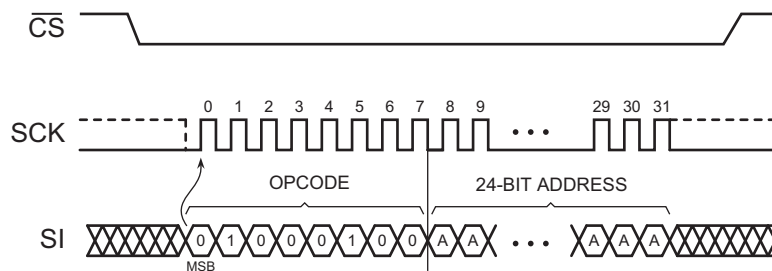 CS
0 1 2 3 4 5 6 7 8 9 29 30 31
SCK
OPCODE 24-BIT ADDRESS
SI 0 1 0 0 0 1 0 0 A A A A A
MSB